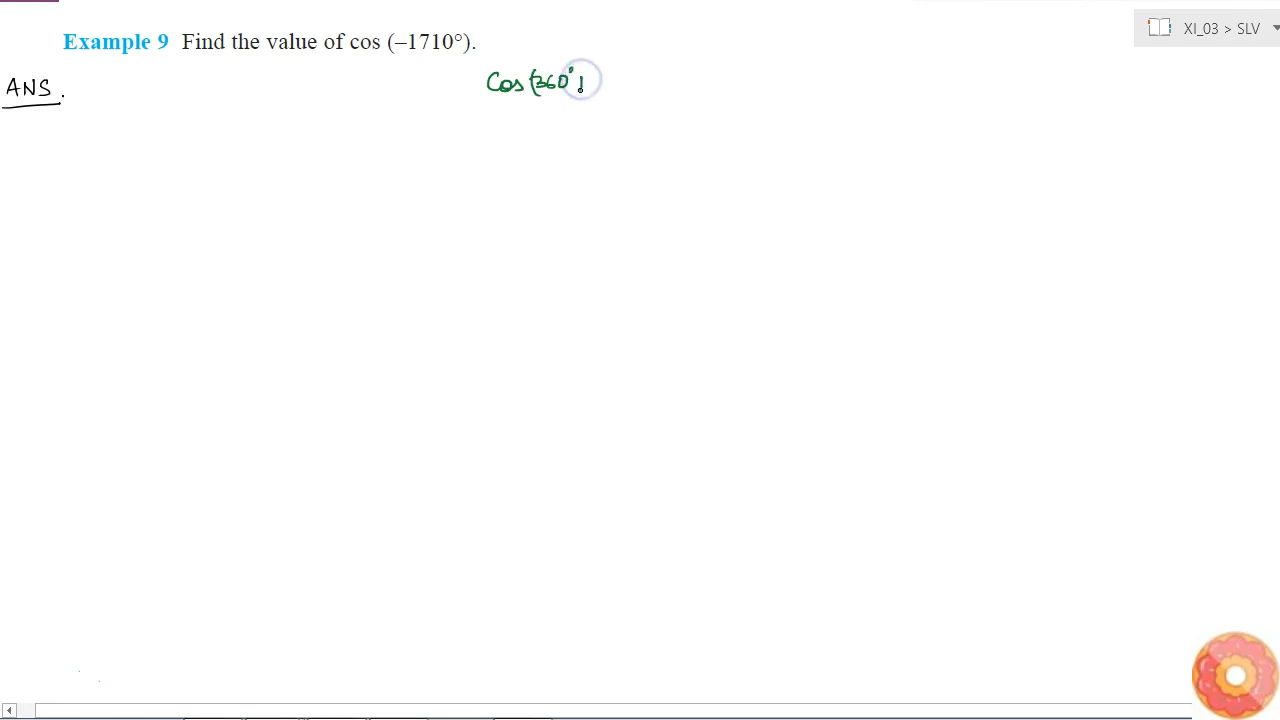 XI_03 > SLV
Example 9 Find the value of cos (–1710°).
ANS.
Cos(360°